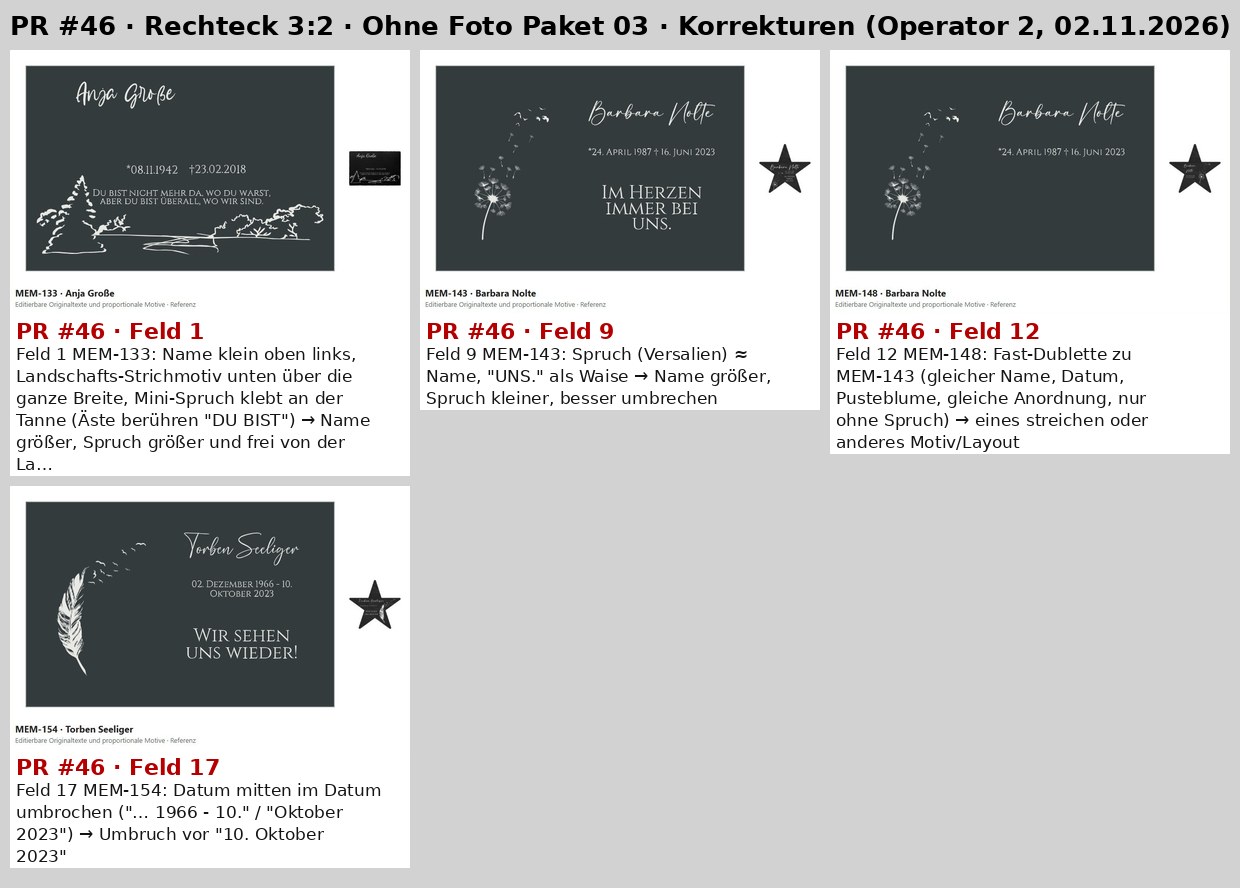 PR #46 · Rechteck 3:2 · Ohne Foto Paket 03 · Korrekturen (Operator 2, 02.11.2026)
Anja Große
*08.11.1942 †23.02.2018
Du bist nicht mehr da, wo du warst,
aber du bist überall, wo wir sind.
MEM-133 · Anja Große
Editierbare Originaltexte und proportionale Motive · Referenz
PR #46 · Feld 1
Feld 1 MEM-133: Name klein oben links,
Landschafts-Strichmotiv unten über die
ganze Breite, Mini-Spruch klebt an der
Tanne (Äste berühren "DU BIST") → Name
größer, Spruch größer und frei von der
La…
Barbara Nolte
*24. April 1987 † 16. Juni 2023
Im Herzen
immer bei
uns.
MEM-143 · Barbara Nolte
Editierbare Originaltexte und proportionale Motive · Referenz
PR #46 · Feld 9
Feld 9 MEM-143: Spruch (Versalien) ≈
Name, "UNS." als Waise → Name größer,
Spruch kleiner, besser umbrechen
Barbara Nolte
*24. April 1987 † 16. Juni 2023
MEM-148 · Barbara Nolte
Editierbare Originaltexte und proportionale Motive · Referenz
PR #46 · Feld 12
Feld 12 MEM-148: Fast-Dublette zu
MEM-143 (gleicher Name, Datum,
Pusteblume, gleiche Anordnung, nur
ohne Spruch) → eines streichen oder
anderes Motiv/Layout
Torben Seeliger
02. Dezember 1966 - 10.
Oktober 2023
Wir sehen
uns wieder!
MEM-154 · Torben Seeliger
Editierbare Originaltexte und proportionale Motive · Referenz
PR #46 · Feld 17
Feld 17 MEM-154: Datum mitten im Datum
umbrochen ("... 1966 - 10." / "Oktober
2023") → Umbruch vor "10. Oktober
2023"